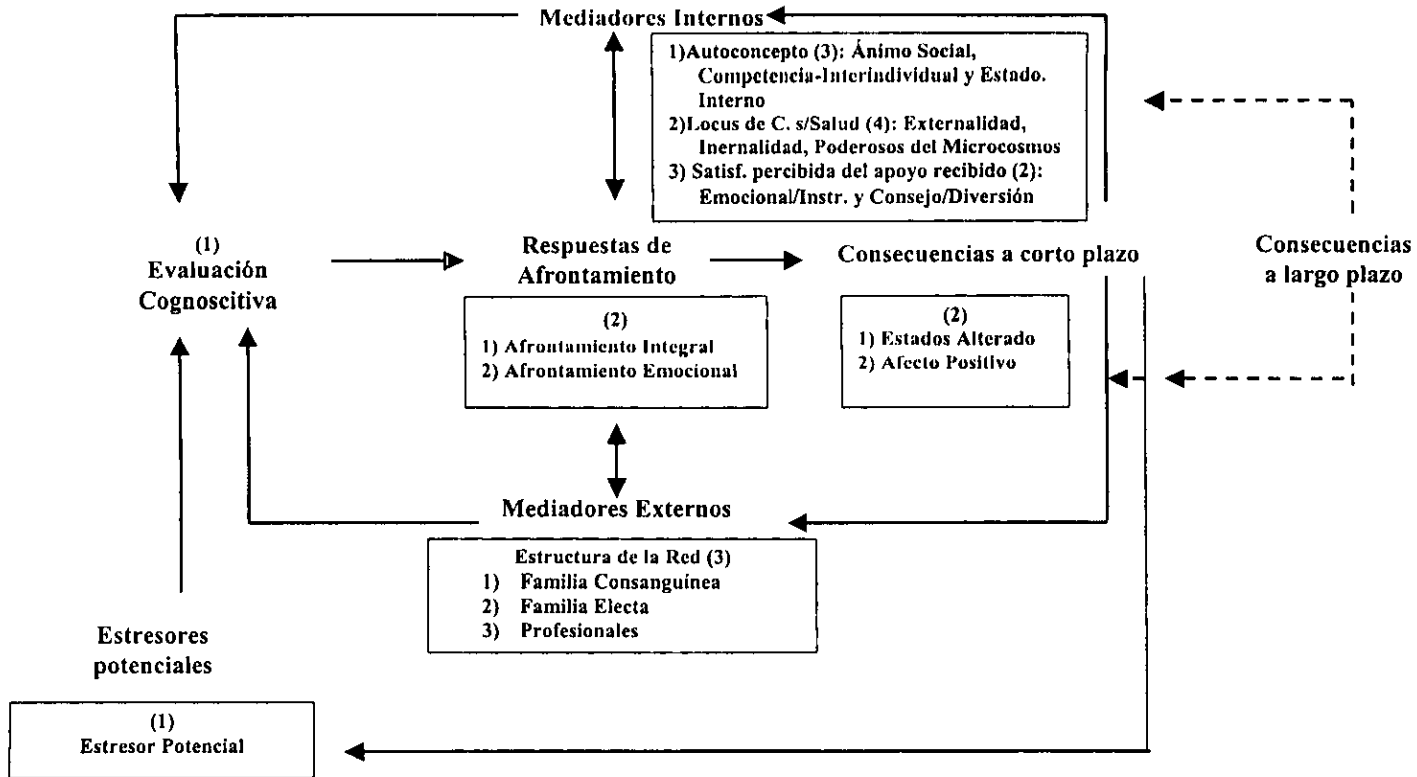 Mediadores Internos
1)Autoconcepto (3): Ánimo Social,
Competencia-Interindividual y Estado.
Interno
2)Locus de C. s/Salud (4): Externalidad,
Inernalidad, Poderosos del Microcosmos
3) Satisf. percibida del apoyo recibido (2):
Emocional/Instr. y Consejo/Diversión
(1)
Evaluación
Cognoscitiva
Respuestas de
Afrontamiento
(2)
1) Afrontamiento Integral
2) Afrontamiento Emocional
Consecuencias a corto plazo
(2)
1) Estados Alterado
2) Afecto Positivo
Consecuencias
a largo plazo
Mediadores Externos
Estructura de la Red (3)
1) Familia Consanguínea
2) Familia Electa
3) Profesionales
Estresores
potenciales
(1)
Estresor Potencial